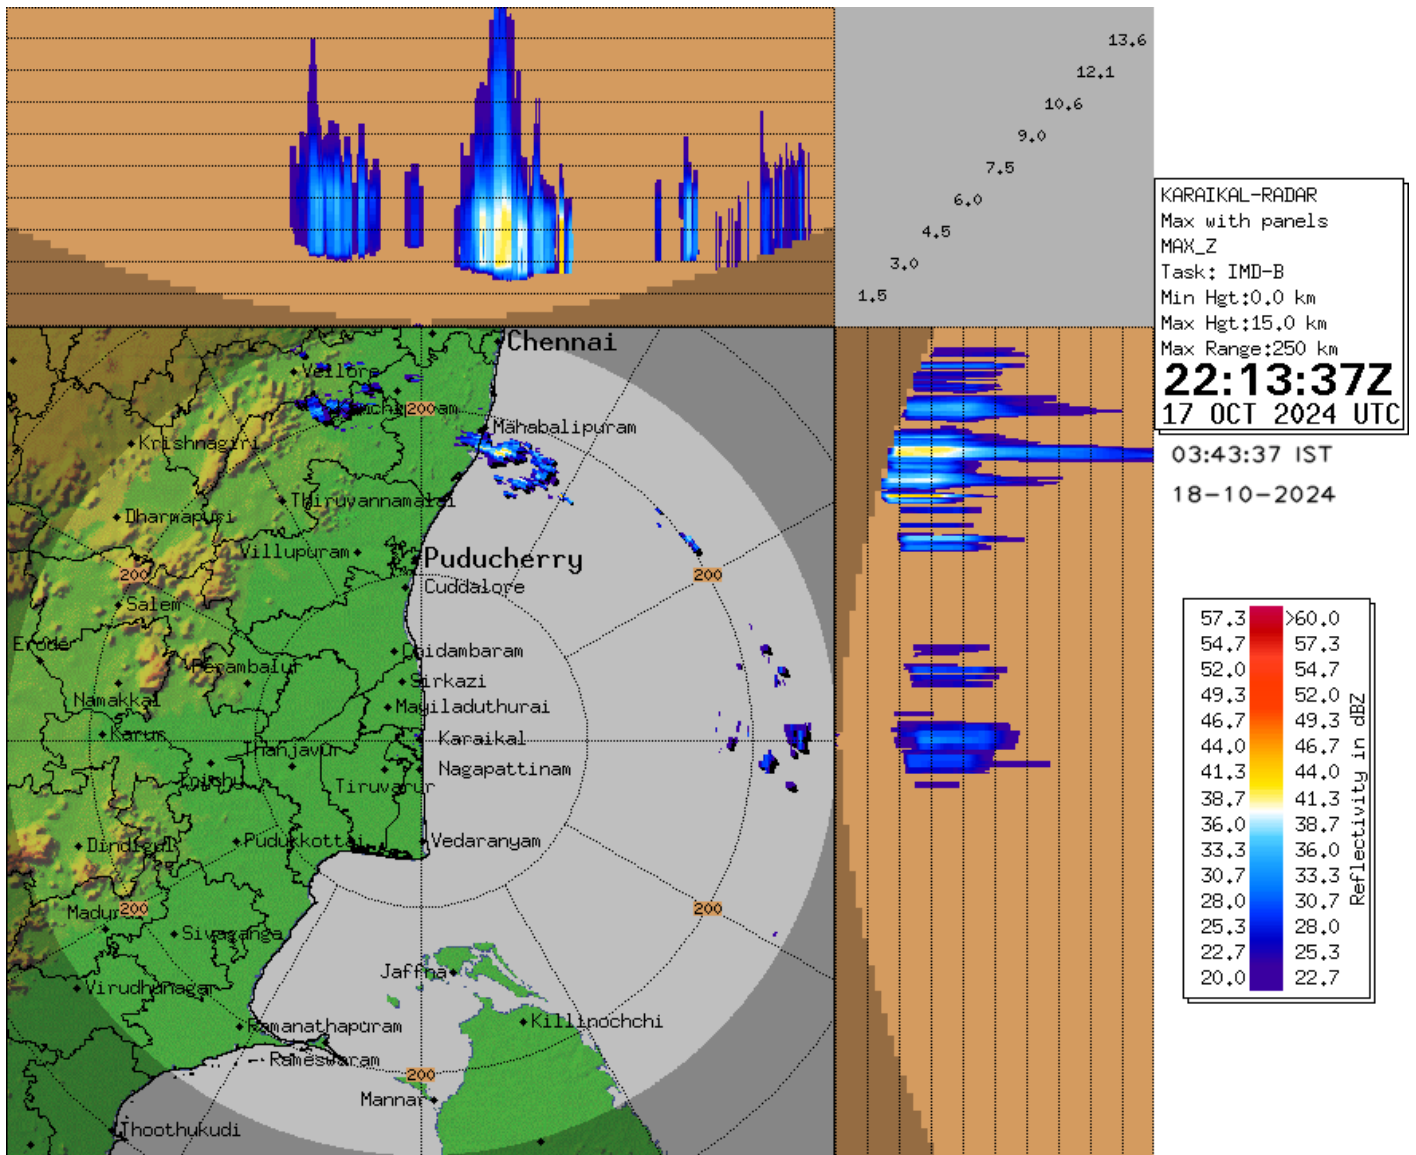 13.6
12.1
10.6
9.0
7.5
6.0
4.5
3.0
1.5
KARAIKAL-RADAR
Max with panels
MAX_Z
Task: IMD-B
Min Hgt:0.0 km
Max Hgt:15.0 km
Max Range:250 km
22:13:37Z
17 OCT 2024 UTC
03:43:37 IST
18-10-2024
Chennai
Vellore
200
Mahabalipuram
Krishnagiri
Thiruvannamalai
Dharmapuri
Villupuram
Puducherry
200
200
Cuddalore
Salem
Erode
Chidambaram
Perambalur
Sirkazi
Namakkal
Mayiladuthurai
Karur
Karaikal
Thanjavur
Nagapattinam
Tiruvarur
Dindigul
Pudukkottai
Vedaranyam
200
200
Sivaganga
Jaffna
Virudhunagar
Killinochchi
Ramanathapuram
Rameswaram
200
Mannar
Thoothukudi
57.3 >60.0
54.7 57.3
52.0 54.7
49.3 52.0
46.7 49.3
44.0 46.7
41.3 44.0
38.7 41.3
36.0 38.7
33.3 36.0
30.7 33.3
28.0 30.7
25.3 28.0
22.7 25.3
20.0 22.7
Reflectivity in dBZ